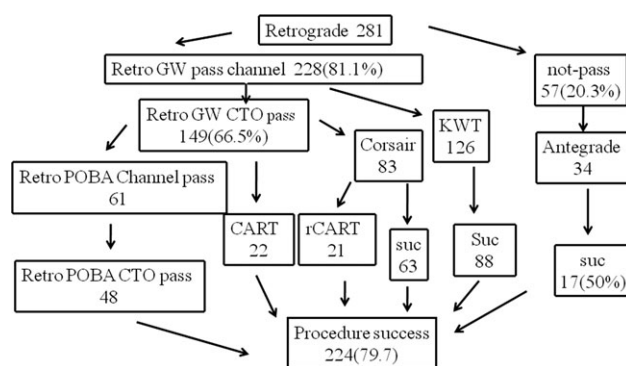 Retrograde 281
Retro GW pass channel 228(81.1%)
not-pass
57(20.3%)
Retro GW CTO pass
149(66.5%)
KWT
126
Corsair
83
Antegrade
34
Retro POBA Channel pass
61
CART
22
rCART
21
suc
63
Suc
88
suc
17(50%)
Retro POBA CTO pass
48
Procedure success
224(79.7)